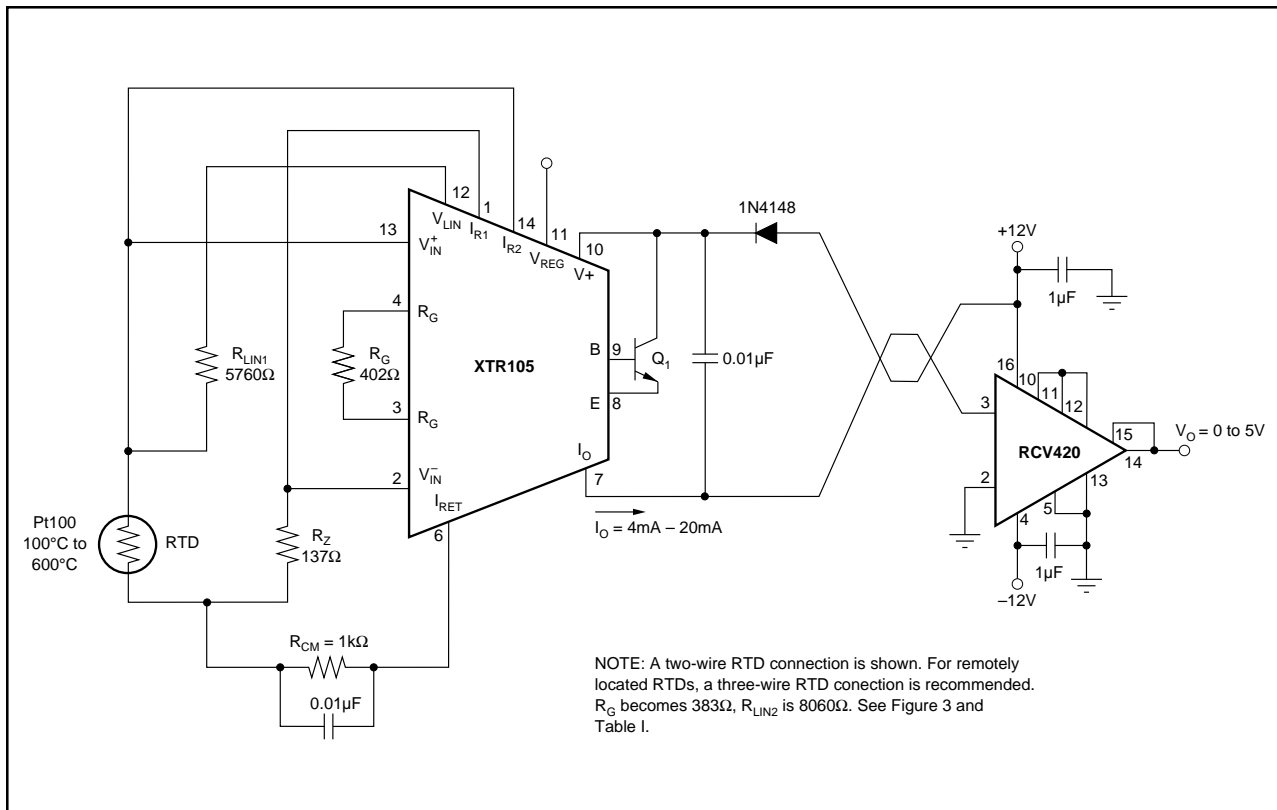 12
1
14
11
10
V_LIN
I_R1
I_R2
V_REG
V+
13
V_IN^+
4
R_G
R_G
402Ω
3
R_G
XTR105
B
9
E
8
Q_1
I_O
7
V_IN^–
2
I_RET
6
R_LIN1
5760Ω
Pt100
100°C to
600°C
RTD
R_Z
137Ω
R_CM = 1kΩ
0.01µF
0.01µF
1N4148
I_O = 4mA – 20mA
+12V
1µF
16
10
11
12
3
2
RCV420
15
14
13
5
4
V_O = 0 to 5V
1µF
–12V
NOTE: A two-wire RTD connection is shown. For remotely
located RTDs, a three-wire RTD conection is recommended.
R_G becomes 383Ω, R_LIN2 is 8060Ω. See Figure 3 and
Table I.